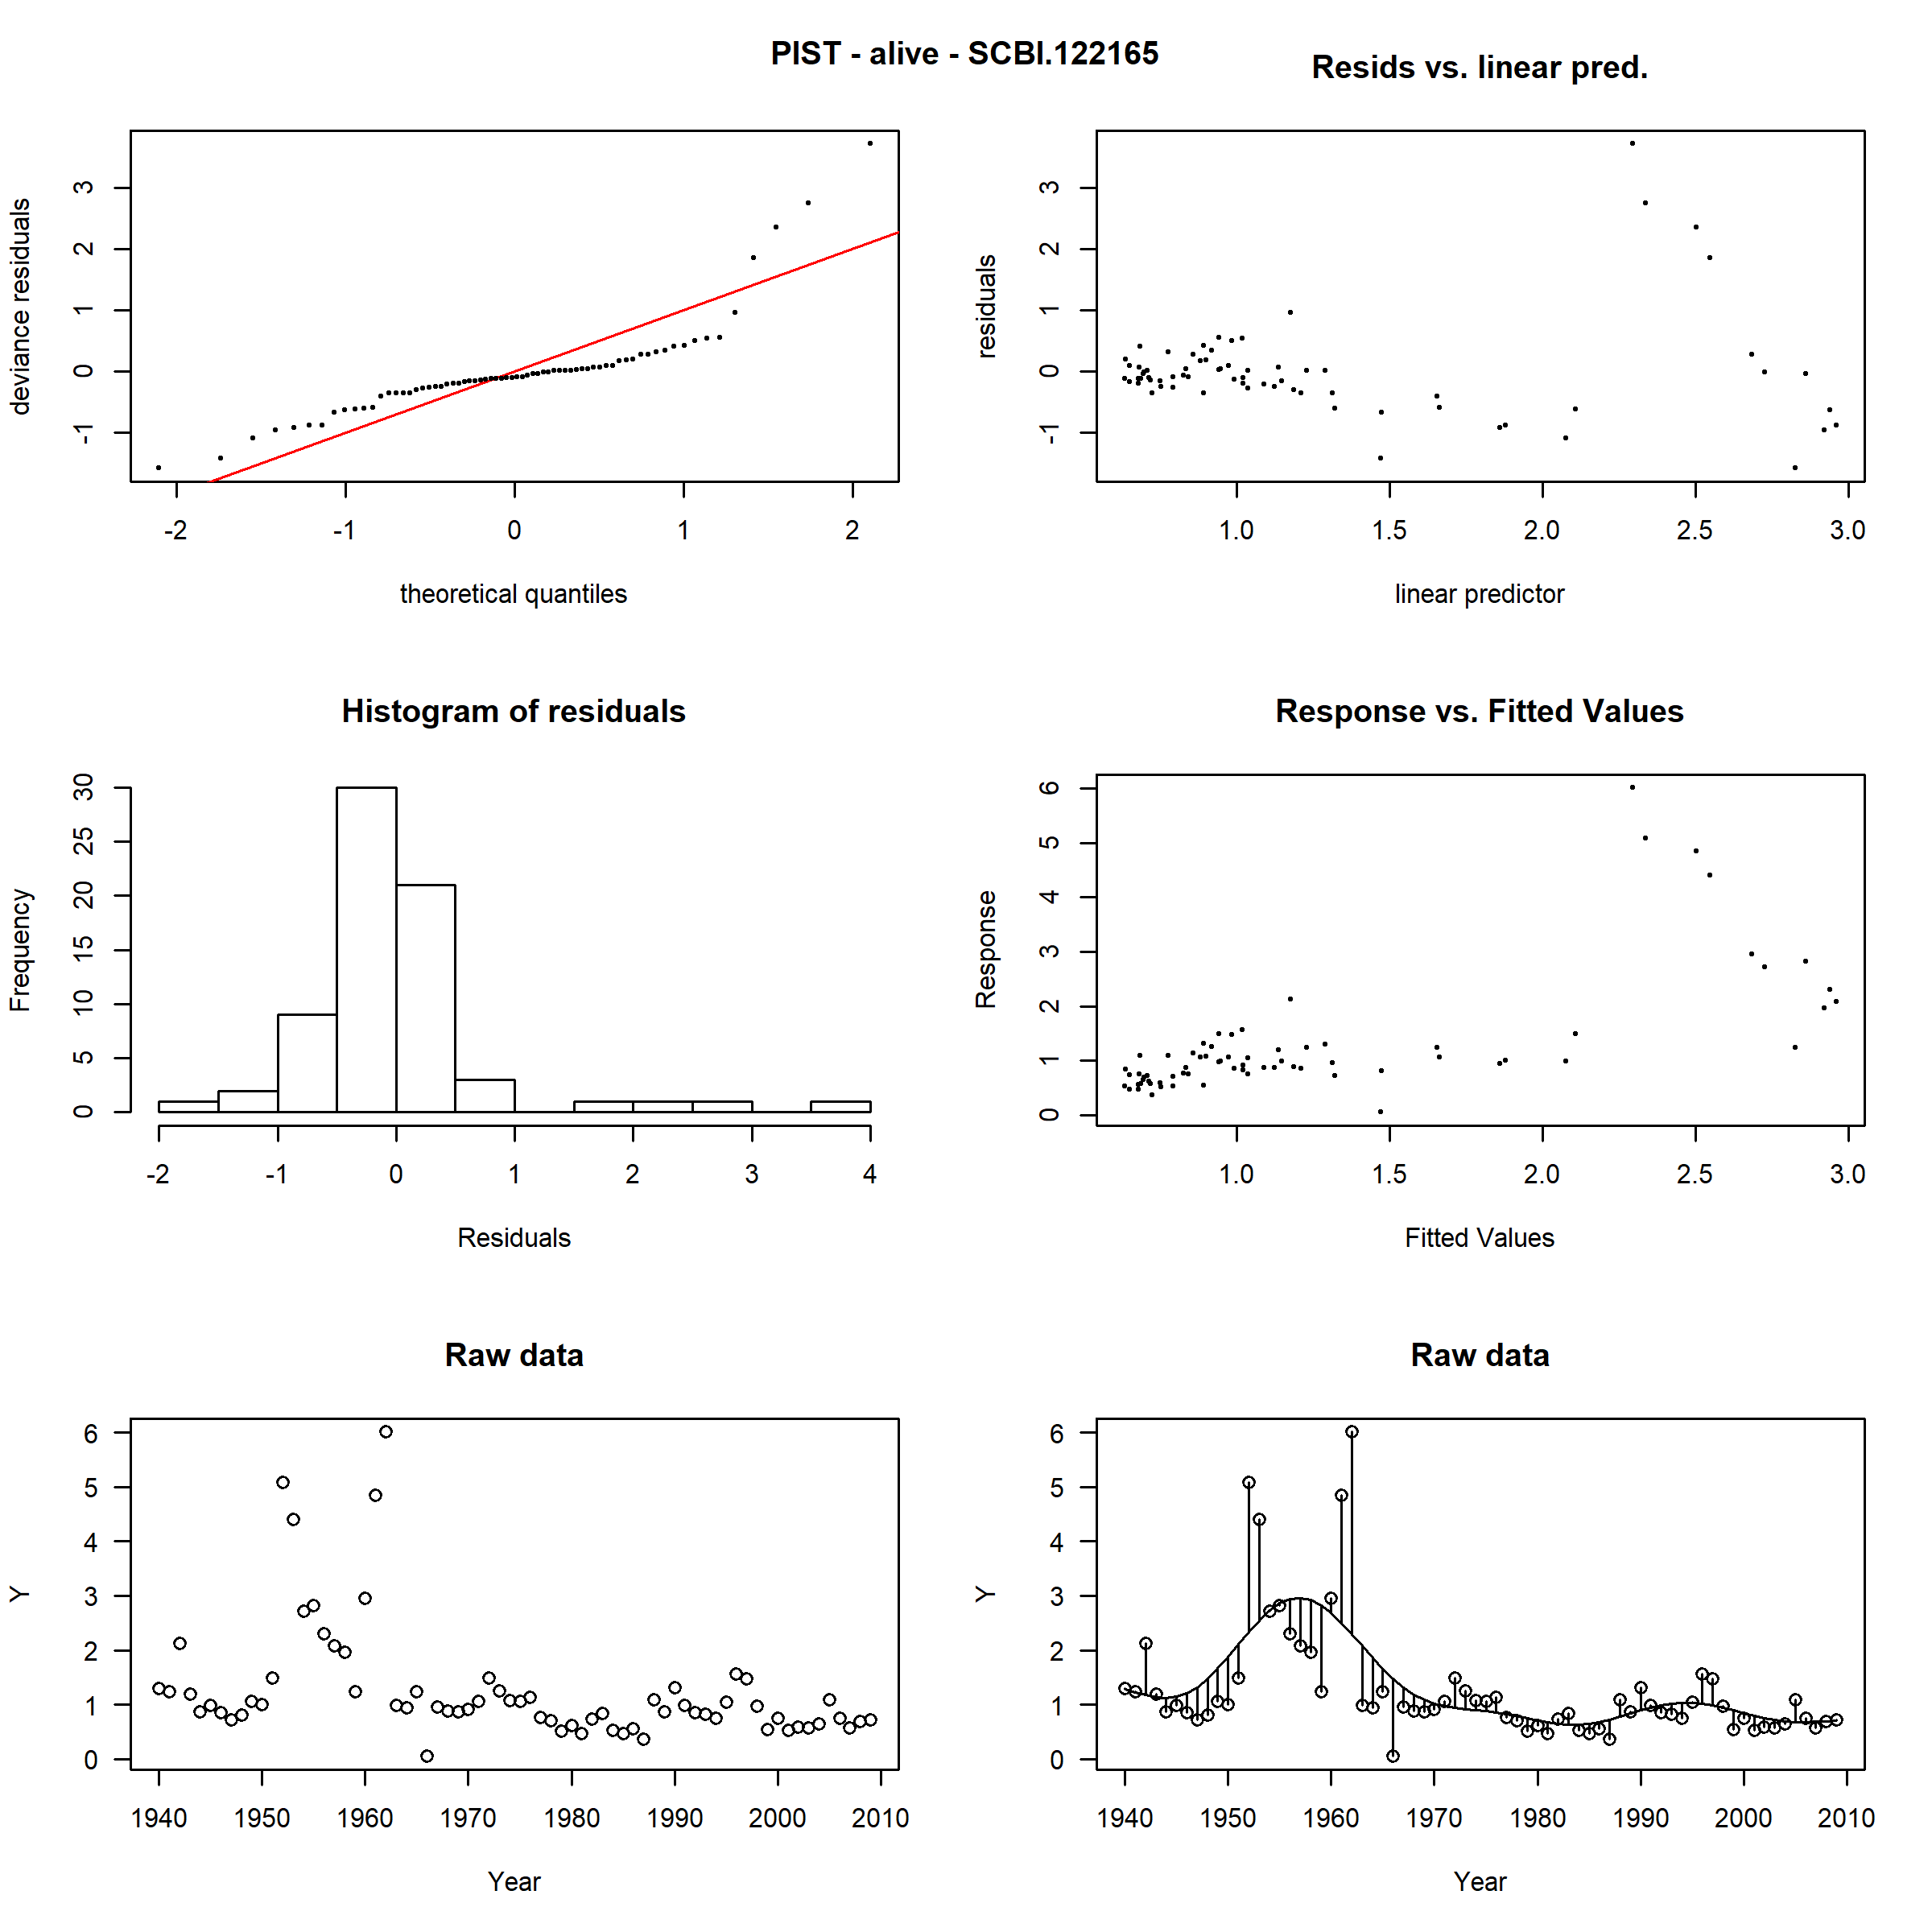 PIST - alive - SCBI.122165
Resids vs. linear pred.
deviance residuals
-1 0 1 2 3
-2 -1 0 1 2
theoretical quantiles
residuals
-1 0 1 2 3
1.0 1.5 2.0 2.5 3.0
linear predictor
Histogram of residuals
Frequency
0 5 10 15 20 25 30
-2 -1 0 1 2 3 4
Residuals
Response vs. Fitted Values
Response
0 1 2 3 4 5 6
1.0 1.5 2.0 2.5 3.0
Fitted Values
Raw data
Y
6
5
4
3
2
1
0
1940 1950 1960 1970 1980 1990 2000 2010
Year
Raw data
Y
6
5
4
3
2
1
0
1940 1950 1960 1970 1980 1990 2000 2010
Year